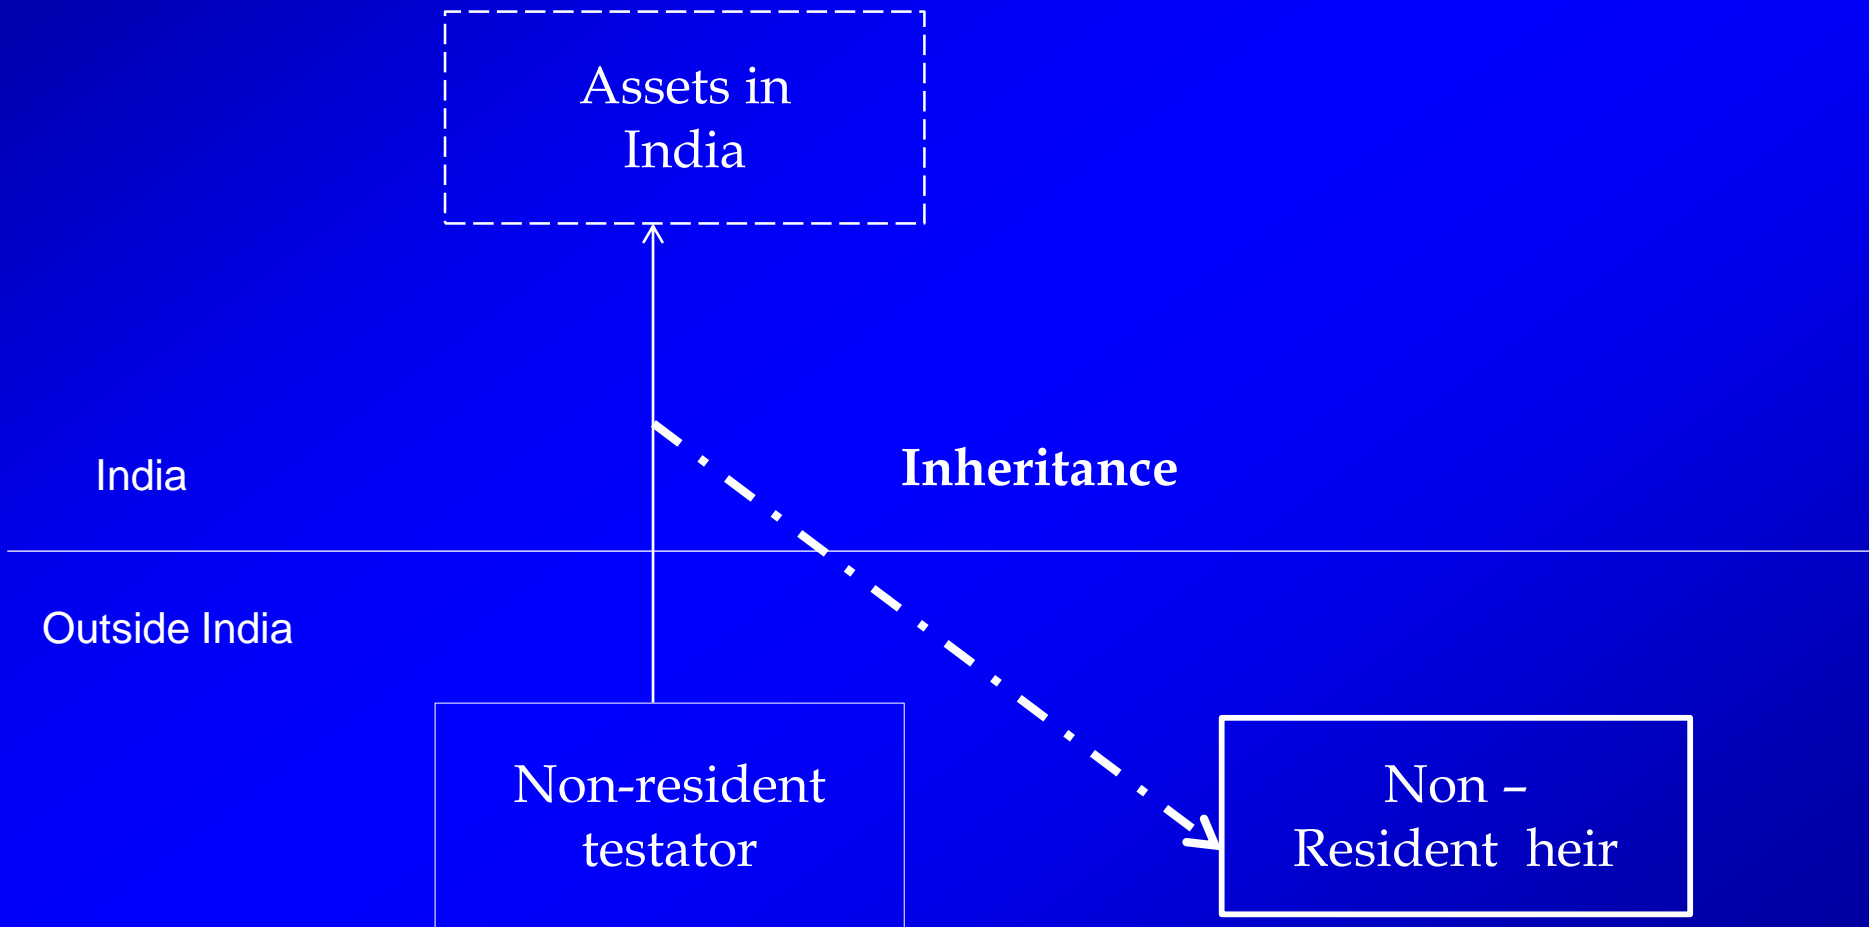 Assets in
India
India
Inheritance
Outside India
Non-resident
testator
Non –
Resident heir